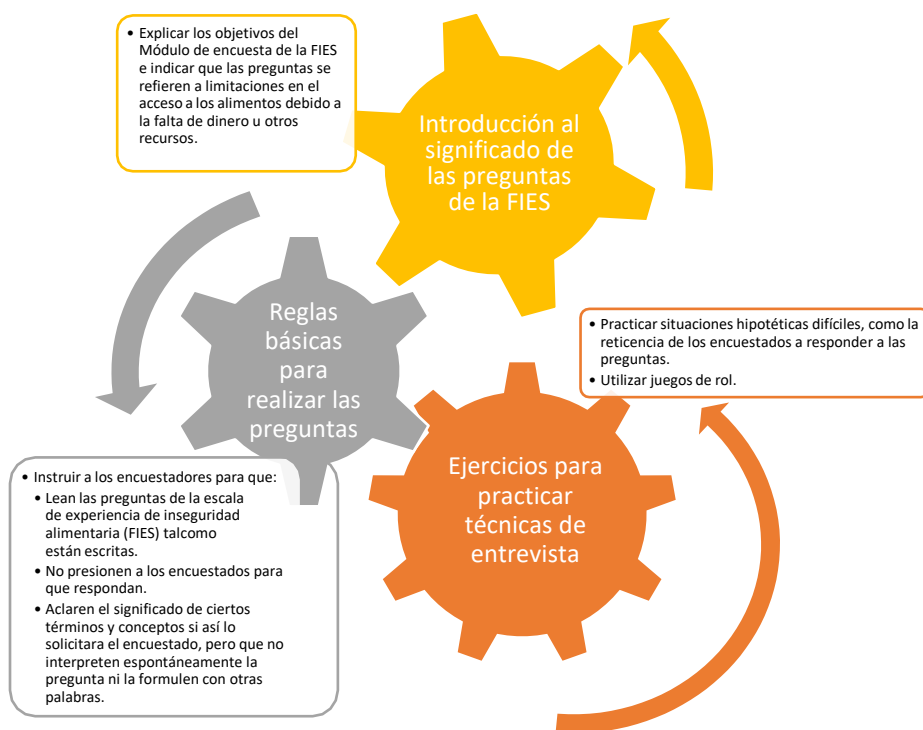 • Explicar los objetivos del
Módulo de encuesta de la FIES
e indicar que las preguntas se
refieren a limitaciones en el
acceso a los alimentos debido a
la falta de dinero u otros
recursos.
Introducción al
significado de
las preguntas
de la FIES
Reglas
básicas
para
realizar las
preguntas
• Instruir a los encuestadores para que:
• Lean las preguntas de la escala
de experiencia de inseguridad
alimentaria (FIES) talcomo
están escritas.
• No presionen a los encuestados para
que respondan.
• Aclaren el significado de ciertos
términos y conceptos si así lo
solicitara el encuestado, pero que no
interpreten espontáneamente la
pregunta ni la formulen con otras
palabras.
• Practicar situaciones hipotéticas difíciles, como la
reticencia de los encuestados a responder a las
preguntas.
• Utilizar juegos de rol.
Ejercicios para
practicar
técnicas de
entrevista